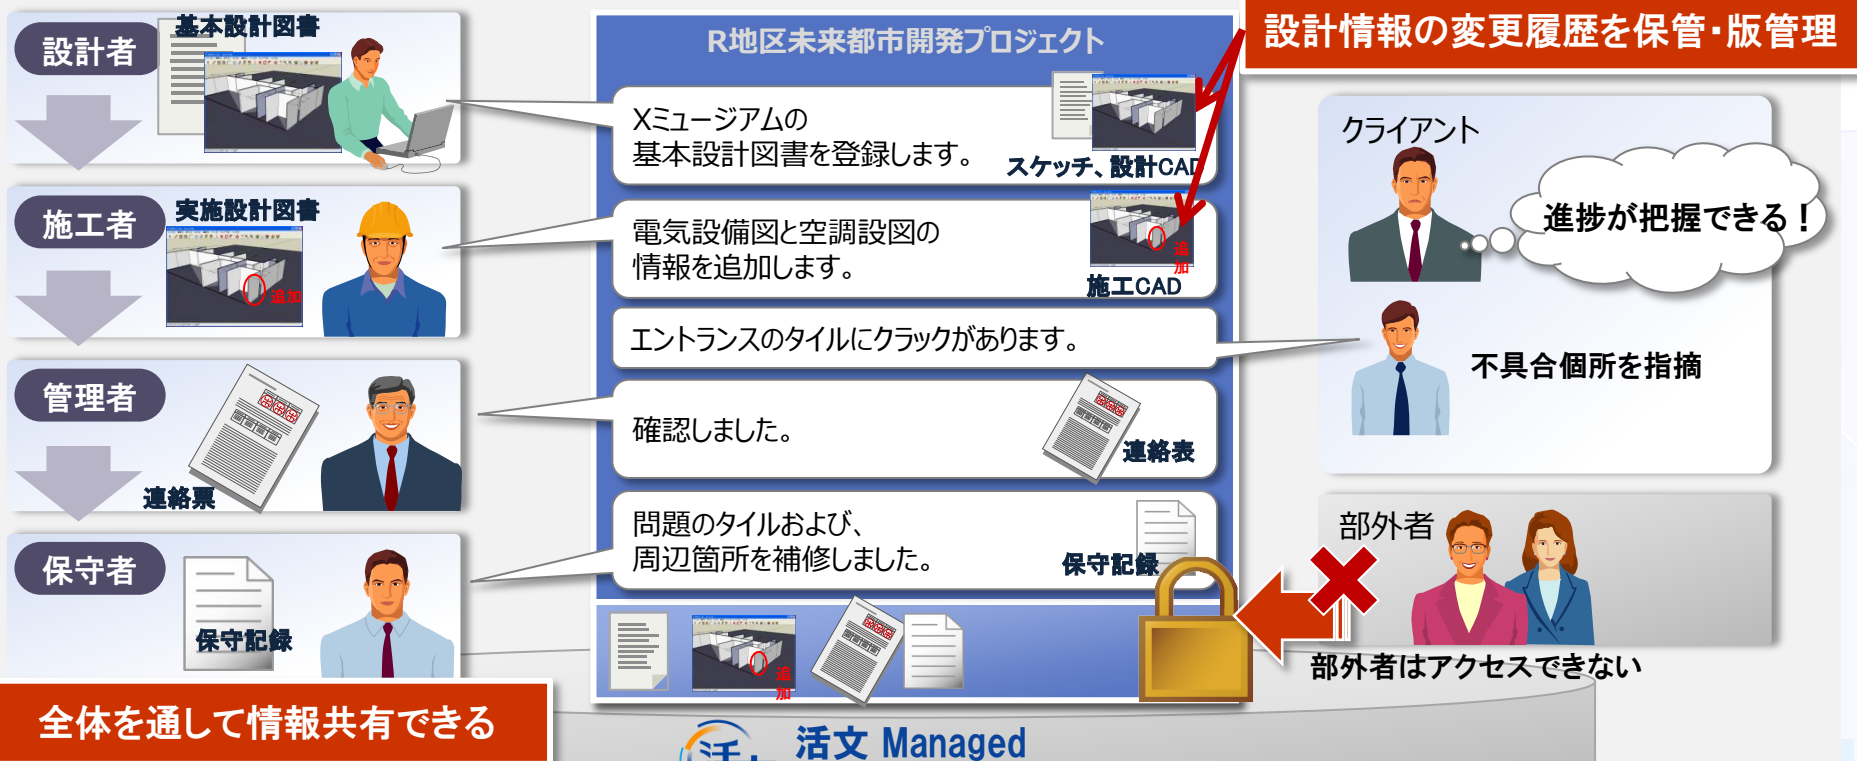 設計者
基本設計図書
施工者
実施設計図書
追加
管理者
連絡票
保守者
保守記録
全体を通して情報共有できる
R地区未来都市開発プロジェクト
Xミュージアムの
基本設計図書を登録します。
スケッチ、設計CAD
電気設備図と空調設図の
情報を追加します。
追
加
施工CAD
エントランスのタイルにクラックがあります。
確認しました。
連絡表
問題のタイルおよび、
周辺箇所を補修しました。
保守記録
追
加
活文 Managed
設計情報の変更履歴を保管・版管理
クライアント
進捗が把握できる！
不具合個所を指摘
部外者
部外者はアクセスできない